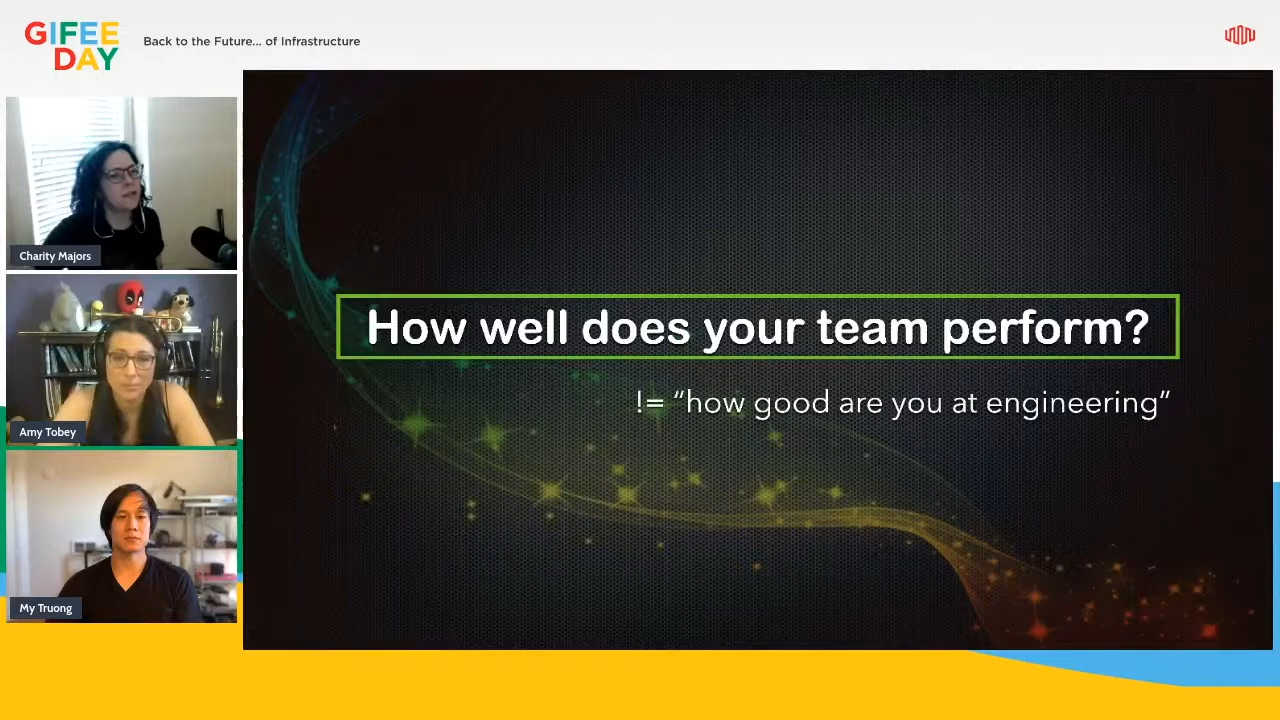 GIFEE
DAY
Back to the Future... of Infrastructure
Charity Majors
Amy Tobey
My Truong
How well does your team perform?
!= “how good are you at engineering”